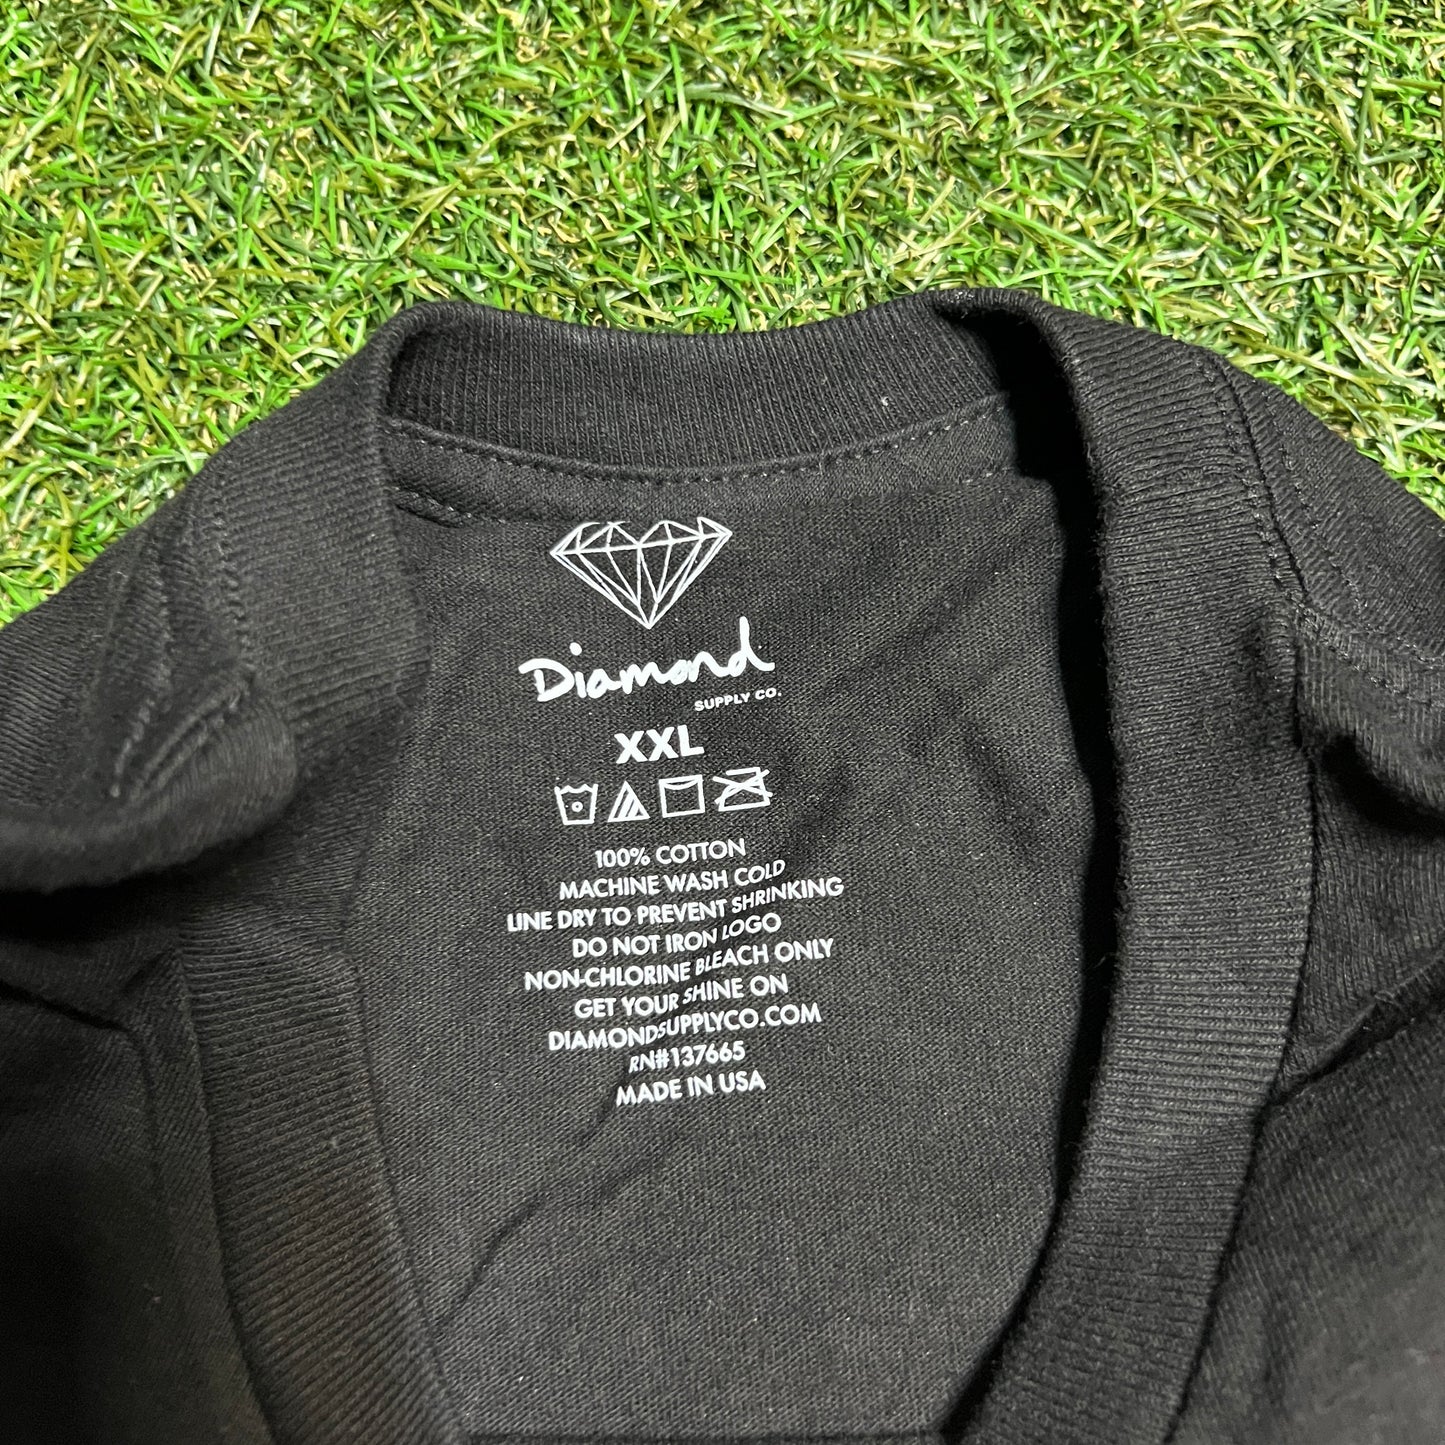 Diamond
SUPPLY CO.
XXL
100% COTTON
MACHINE WASH COLD
LINE DRY TO PREVENT SHRINKING
DO NOT IRON LOGO
NON-CHLORINE BLEACH ONLY
GET YOUR SHINE ON
DIAMONDSUPPLYCO.COM
RN#137665
MADE IN USA